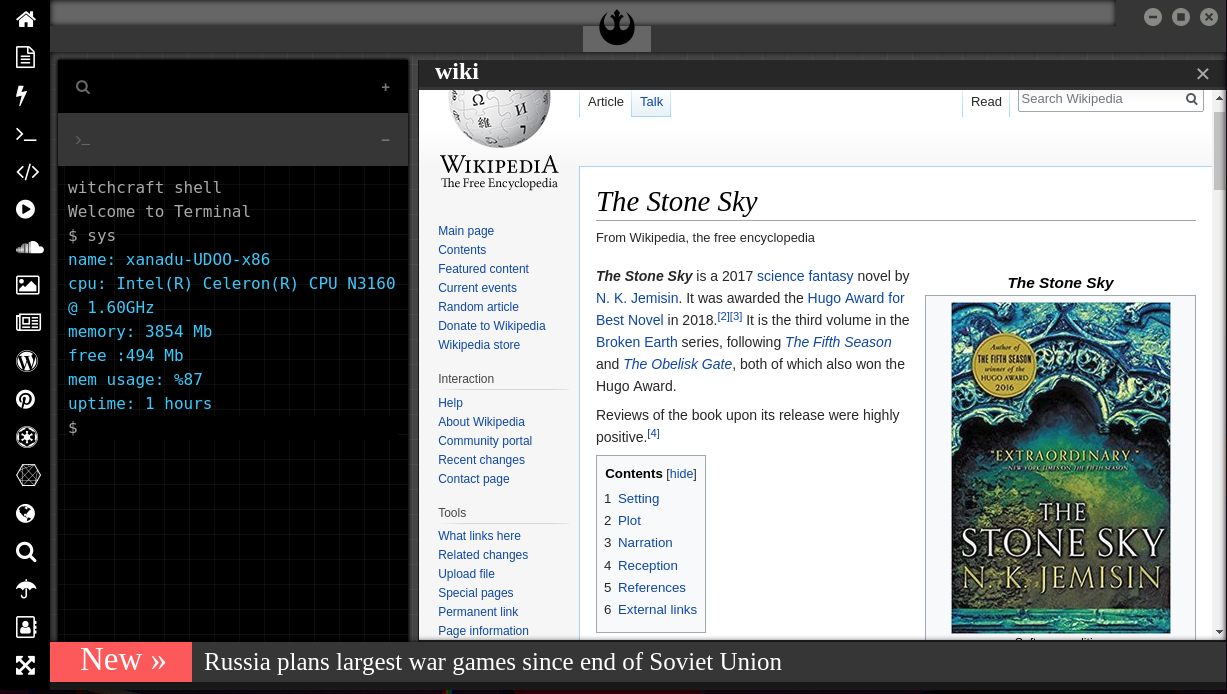 witchcraft shell
Welcome to Terminal
$ sys
name: xanadu-UDOO-x86
cpu: Intel(R) Celeron(R) CPU N3160
@ 1.60GHz
memory: 3854 Mb
free :494 Mb
mem usage: %87
uptime: 1 hours
$
wiki
WIKIPEDIA
The Free Encyclopedia
Main page
Contents
Featured content
Current events
Random article
Donate to Wikipedia
Wikipedia store
Interaction
Help
About Wikipedia
Community portal
Recent changes
Contact page
Tools
What links here
Related changes
Upload file
Special pages
Permanent link
Page information
Article
Talk
Read
Search Wikipedia
The Stone Sky
From Wikipedia, the free encyclopedia
The Stone Sky is a 2017 science fantasy novel by
N. K. Jemisin. It was awarded the Hugo Award for
Best Novel in 2018.[2][3] It is the third volume in the
Broken Earth series, following The Fifth Season
and The Obelisk Gate, both of which also won the
Hugo Award.
Reviews of the book upon its release were highly
positive.[4]
Contents [hide]
1 Setting
2 Plot
3 Narration
4 Reception
5 References
6 External links
The Stone Sky
Author of
THE FIFTH SEASON
winner of the
HUGO AWARD
2016
"EXTRAORDINARY."
—NEW YORK TIMES ON THE FIFTH SEASON
THE
STONE SKY
N. K. JEMISIN
New »
Russia plans largest war games since end of Soviet Union